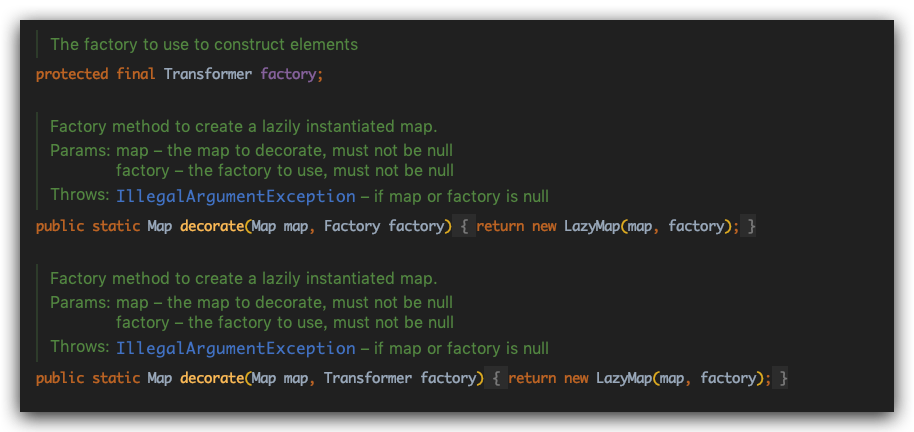 The factory to use to construct elements
protected final Transformer factory;
Factory method to create a lazily instantiated map.
Params: map – the map to decorate, must not be null
factory – the factory to use, must not be null
Throws: IllegalArgumentException – if map or factory is null
public static Map decorate(Map map, Factory factory) { return new LazyMap(map, factory); }
Factory method to create a lazily instantiated map.
Params: map – the map to decorate, must not be null
factory – the factory to use, must not be null
Throws: IllegalArgumentException – if map or factory is null
public static Map decorate(Map map, Transformer factory) { return new LazyMap(map, factory); }